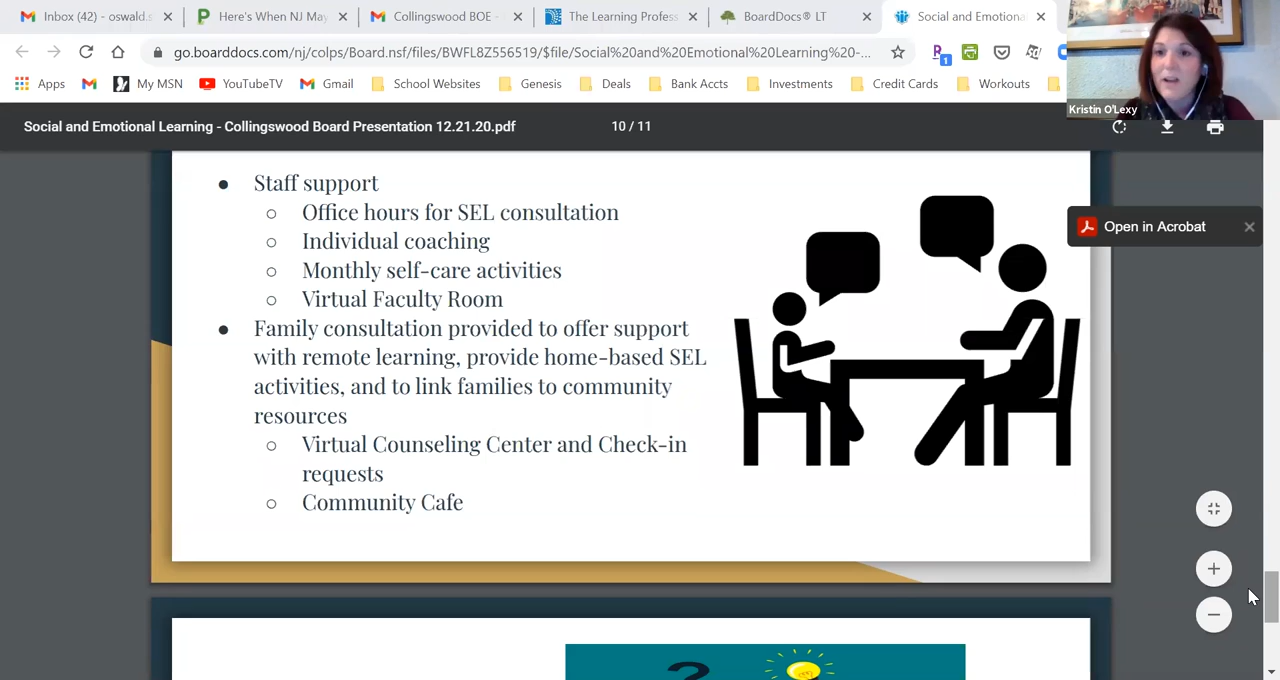 Inbox (42) - oswald.s
Here's When NJ May
Collingswood BOE -
The Learning Profess
BoardDocs® LT
Social and Emotiona
go.boarddocs.com/nj/colps/Board.nsf/files/BWFL8Z556519/$file/Social%20and%20Emotional%20Learning%20-...
Apps
My MSN
YouTubeTV
Gmail
School Websites
Genesis
Deals
Bank Accts
Investments
Credit Cards
Workouts
Kristin O'Lexy
Social and Emotional Learning - Collingswood Board Presentation 12.21.20.pdf
10 / 11
Open in Acrobat
● Staff support
○ Office hours for SEL consultation
○ Individual coaching
○ Monthly self-care activities
○ Virtual Faculty Room
● Family consultation provided to offer support
with remote learning, provide home-based SEL
activities, and to link families to community
resources
○ Virtual Counseling Center and Check-in
requests
○ Community Cafe
?